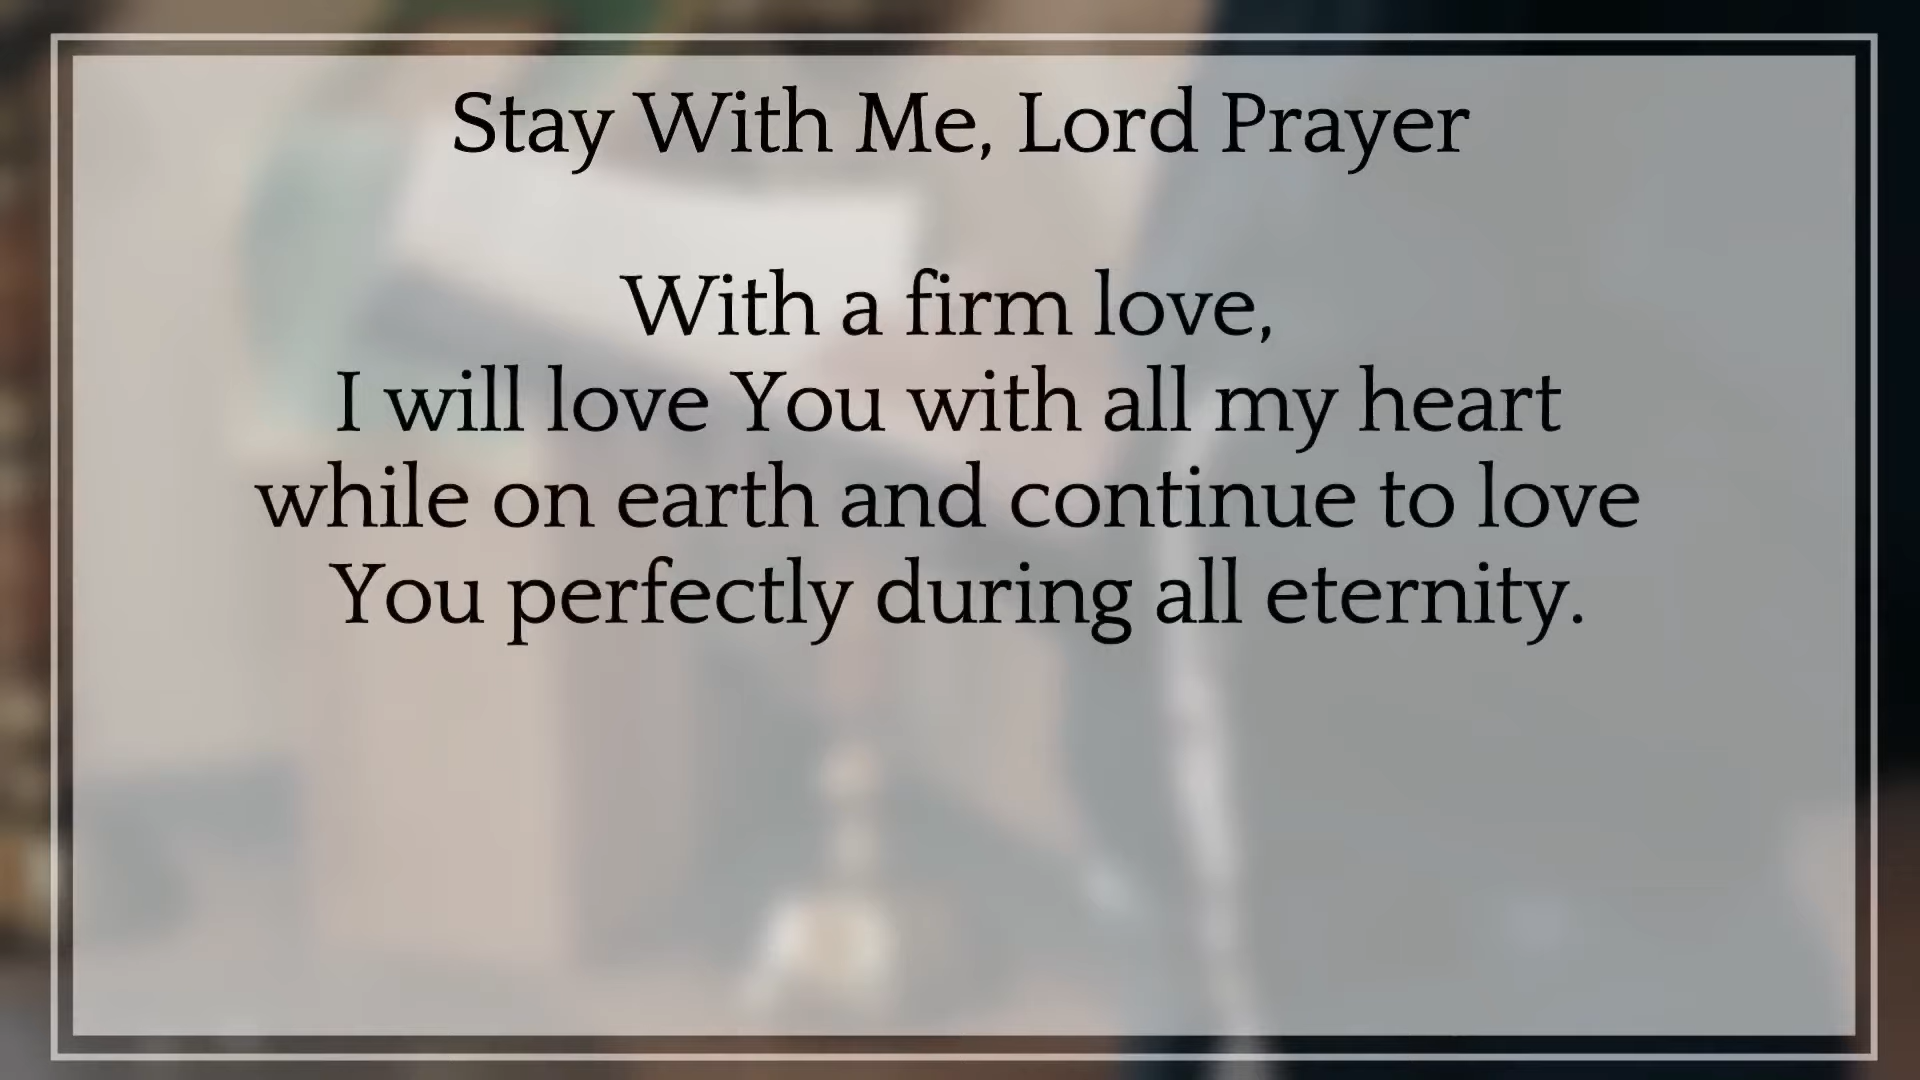 Stay With Me, Lord Prayer
With a firm love,
I will love You with all my heart
while on earth and continue to love
You perfectly during all eternity.